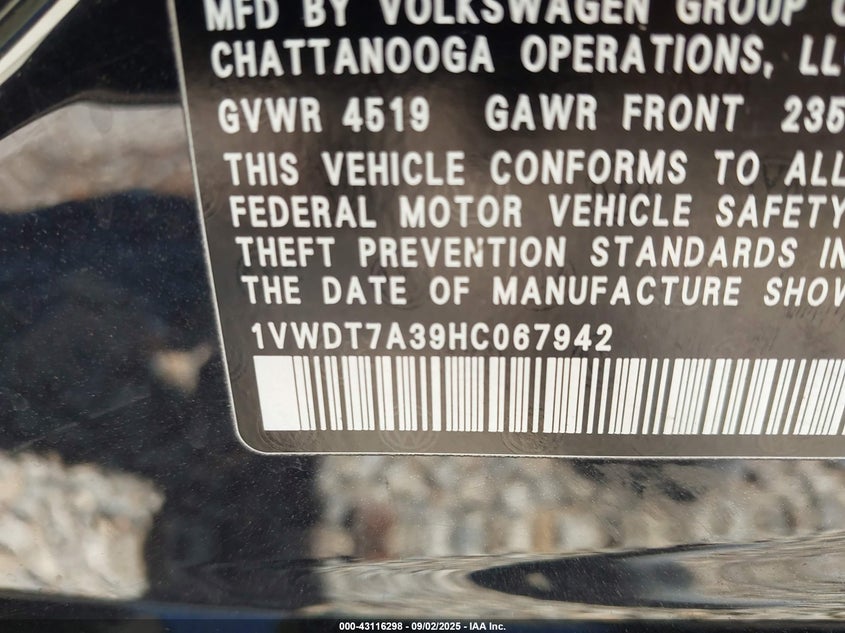 MFD BY VOLKSWAGEN GROUP
CHATTANOOGA OPERATIONS, LLC
GVWR 4519 GAWR FRONT 235
THIS VEHICLE CONFORMS TO ALL
FEDERAL MOTOR VEHICLE SAFETY
THEFT PREVENTION STANDARDS IN
THE DATE OF MANUFACTURE SHOW
1VWDT7A39HC067942
000-43116298 - 09/02/2025 - IAA Inc.